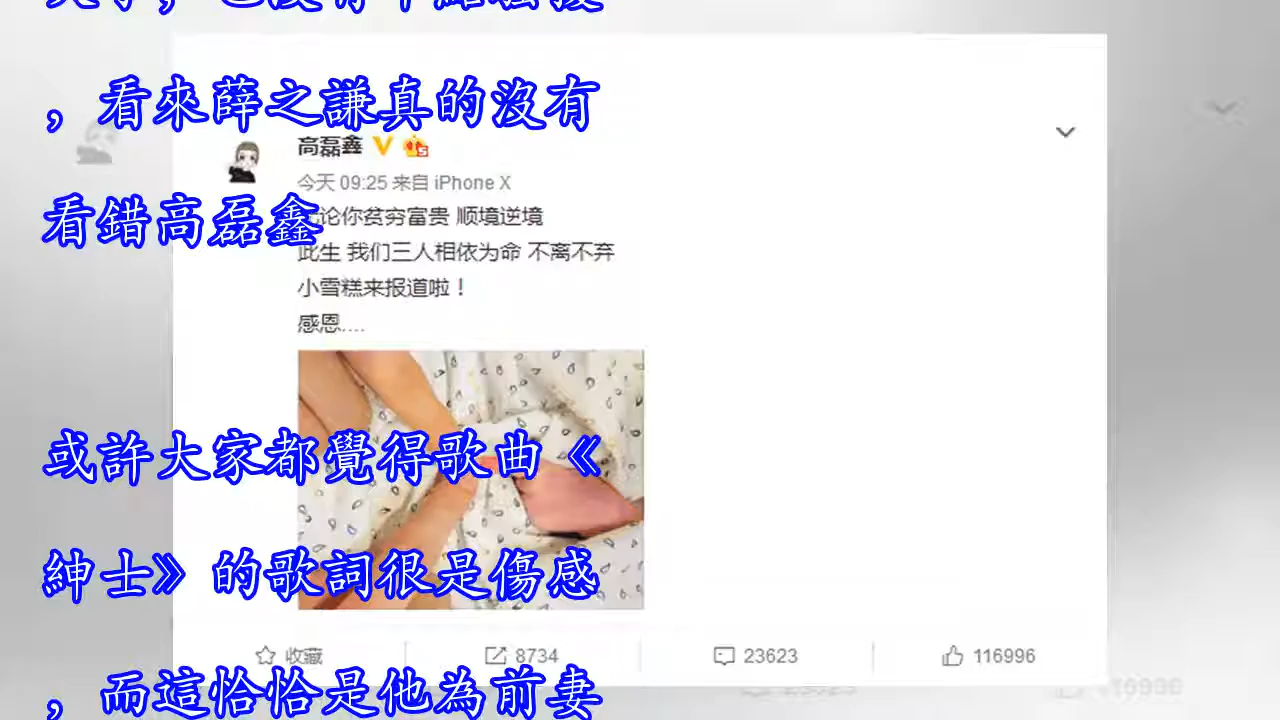 ，看來薛之謙真的沒有
看錯高磊鑫
或許大家都覺得歌曲《
紳士》的歌詞很是傷感
，而這恰恰是他為前妻
高磊鑫
今天 09:25 来自 iPhone X
论你贫穷富贵 顺境逆境
此生 我们三人相依为命 不离不弃
小雪糕来报道啦！
感恩....
收藏
8734
23623
116996